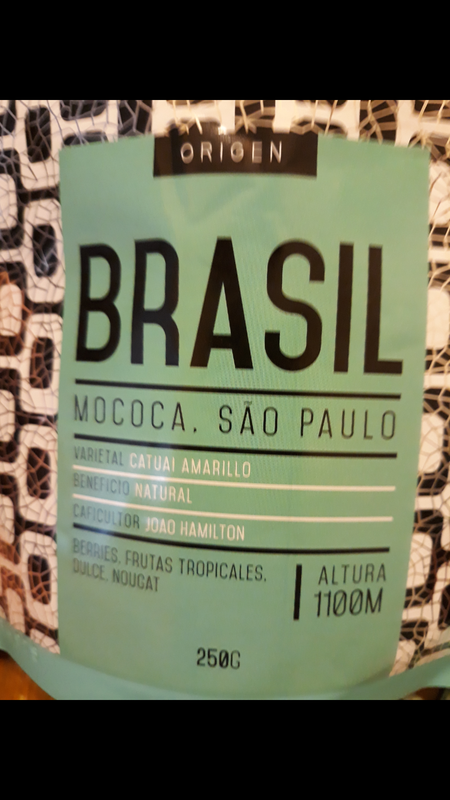 ORIGEN
BRASIL
MOCOCA, SÃO PAULO
VARIETAL CATUAI AMARILLO
BENEFICIO NATURAL
CAFICULTOR JOAO HAMILTON
BERRIES, FRUTAS TROPICALES,
DULCE, NOUGAT
ALTURA
1100M
250G